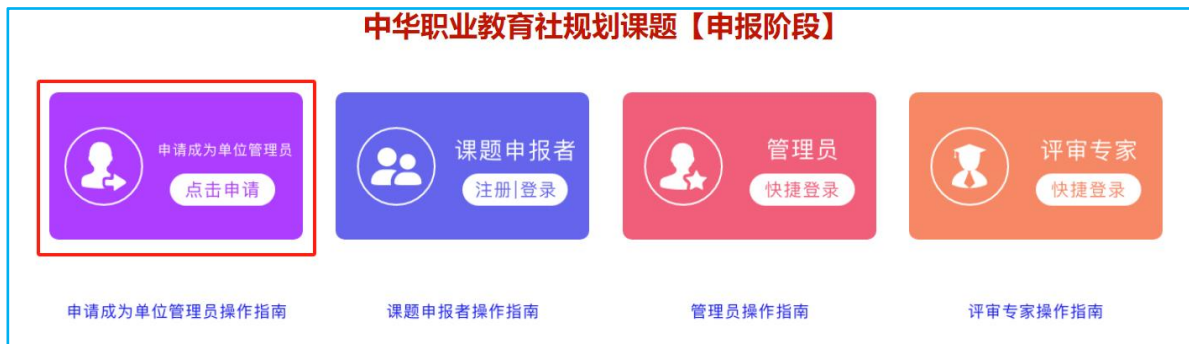 中华职业教育社规划课题【申报阶段】
申请成为单位管理员
点击申请
课题申报者
注册|登录
管理员
快捷登录
评审专家
快捷登录
申请成为单位管理员操作指南
课题申报者操作指南
管理员操作指南
评审专家操作指南